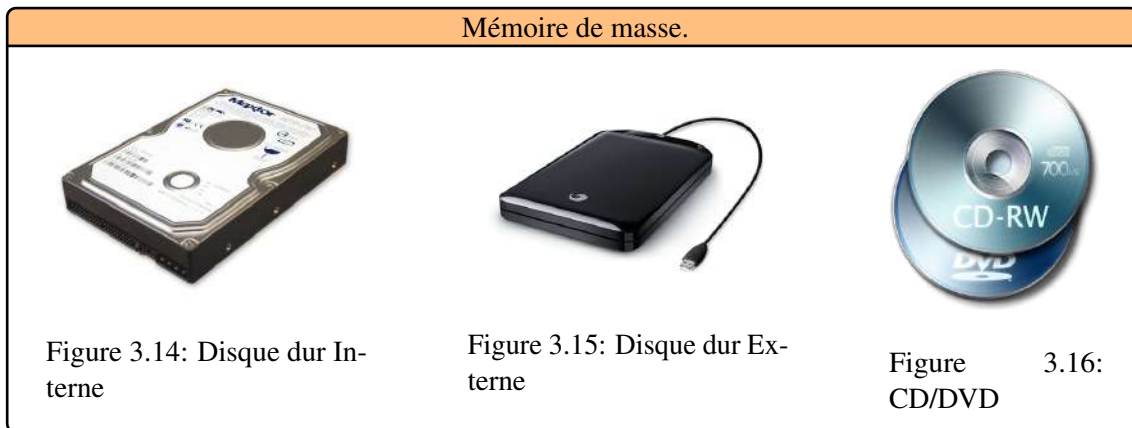 Mémoire de masse.
Maxtor
700
CD-RW
DVD
Figure 3.14: Disque dur In-
terne
Figure 3.15: Disque dur Ex-
terne
Figure 3.16:
CD/DVD